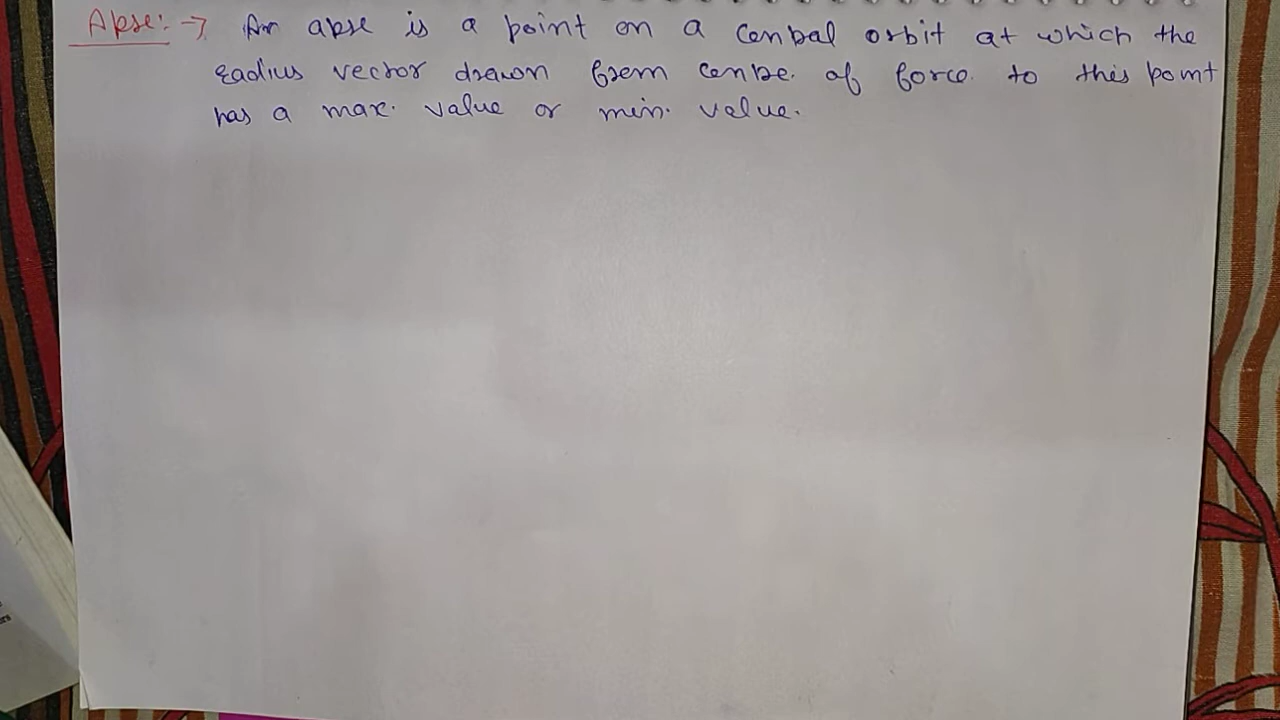 Apse:→ An apse is a point on a central orbit at which the
radius vector drawn from centre of force to this point
has a max. value or min. value.